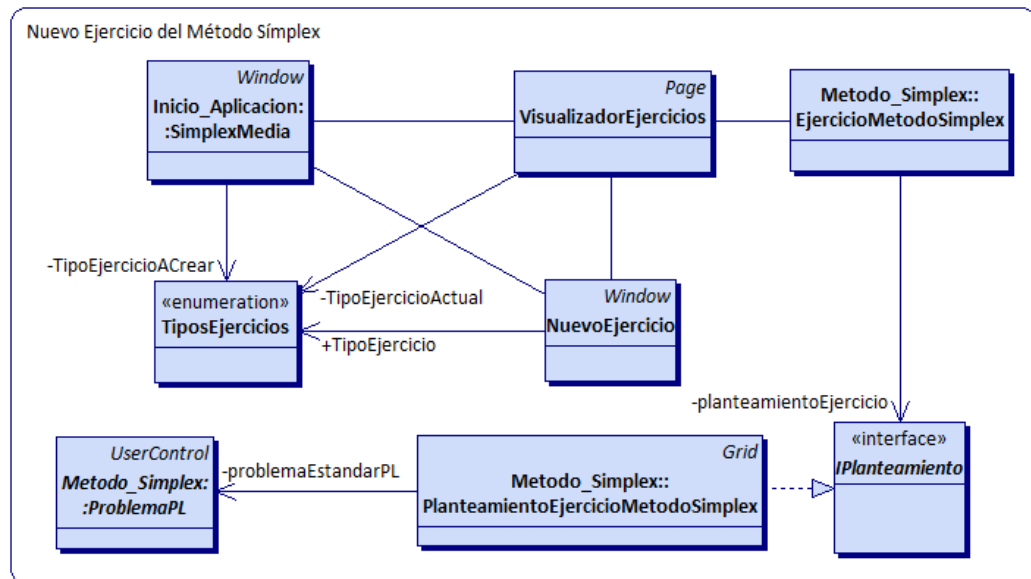 Nuevo Ejercicio del Método Símplex
Window
Inicio_Aplicacion:
:SimplexMedia
Page
VisualizadorEjercicios
Metodo_Simplex::
EjercicioMetodoSimplex
-TipoEjercicioACrear
«enumeration»
TiposEjercicios
-TipoEjercicioActual
+TipoEjercicio
Window
NuevoEjercicio
-planteamientoEjercicio
«interface»
IPlanteamiento
UserControl
Metodo_Simplex:
:ProblemaPL
-problemaEstandarPL
Grid
Metodo_Simplex::
PlanteamientoEjercicioMetodoSimplex